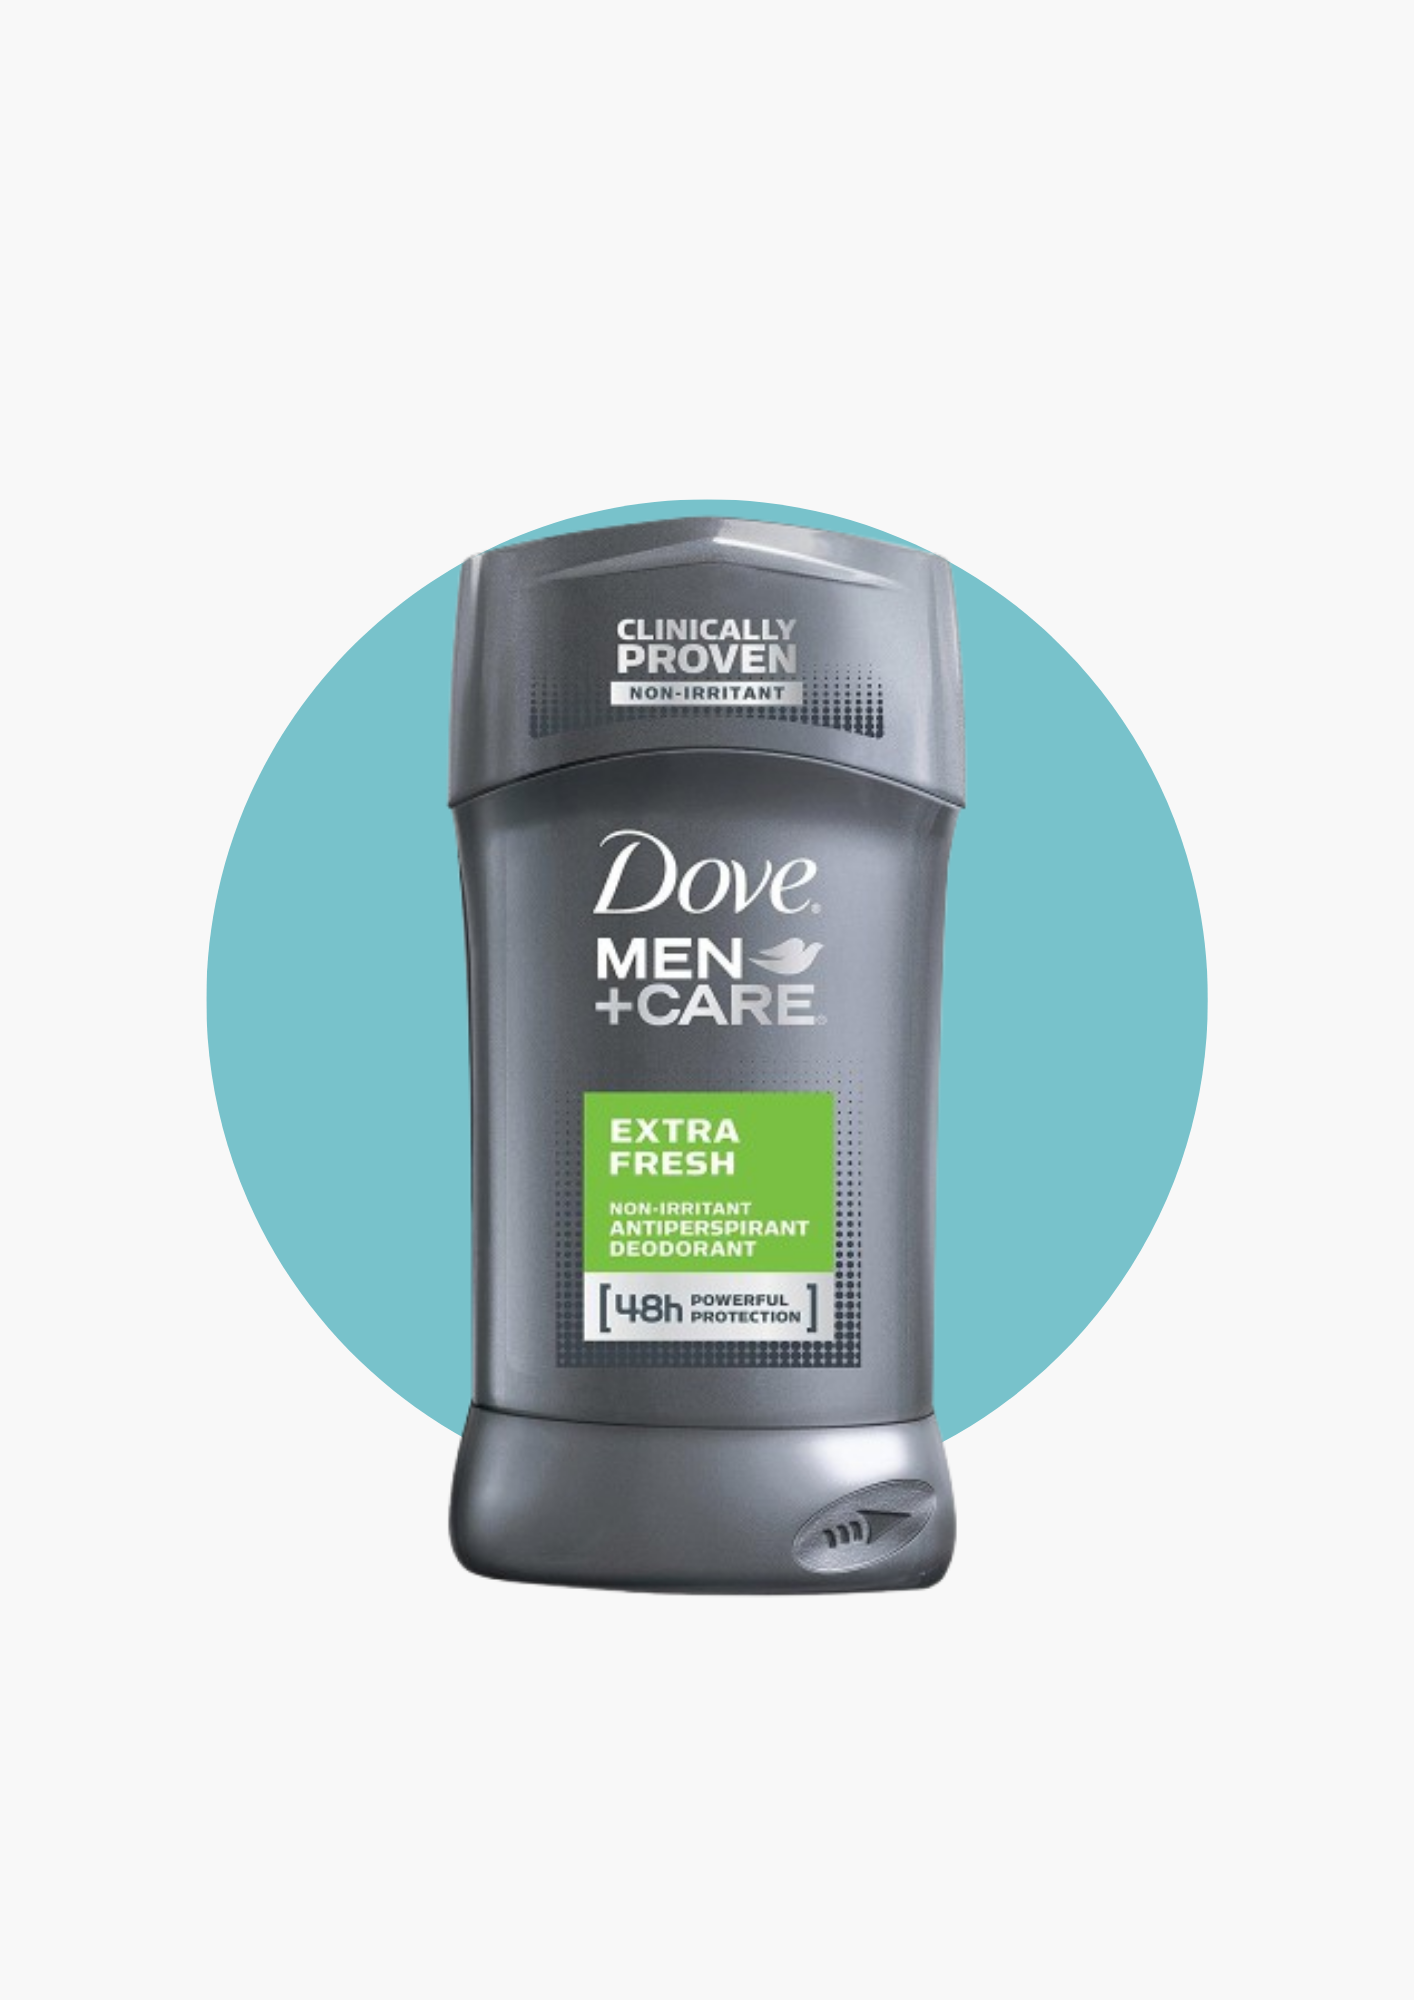 CLINICALLY
PROVEN
NON-IRRITANT
Dove®
MEN
+CARE®
EXTRA
FRESH
NON-IRRITANT
ANTIPERSPIRANT
DEODORANT
[48h POWERFUL
PROTECTION]